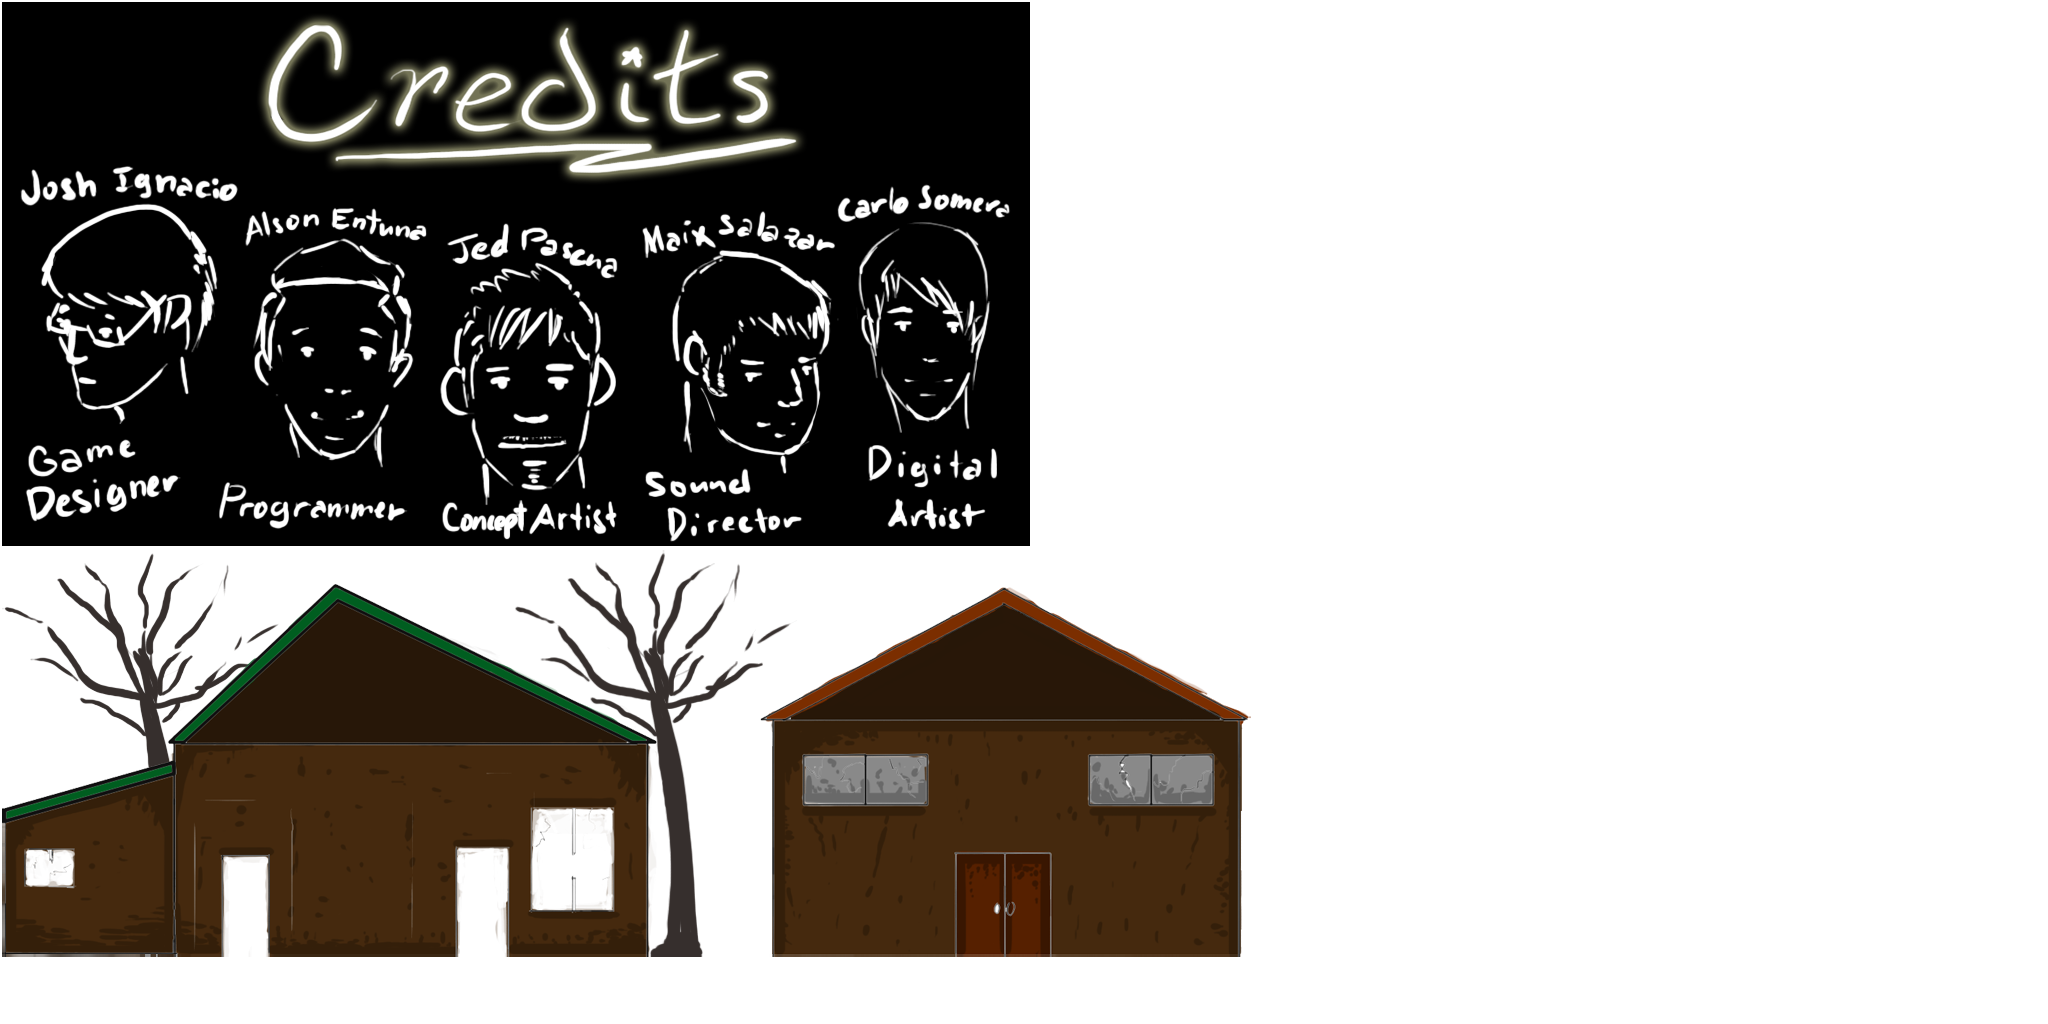 Credits
Josh Ignacio
Alson Entuna
Jed Pascua
Maix Salazar
Carlo Somera
Game
Designer
Programmer
Concept Artist
Sound
Director
Digital
Artist